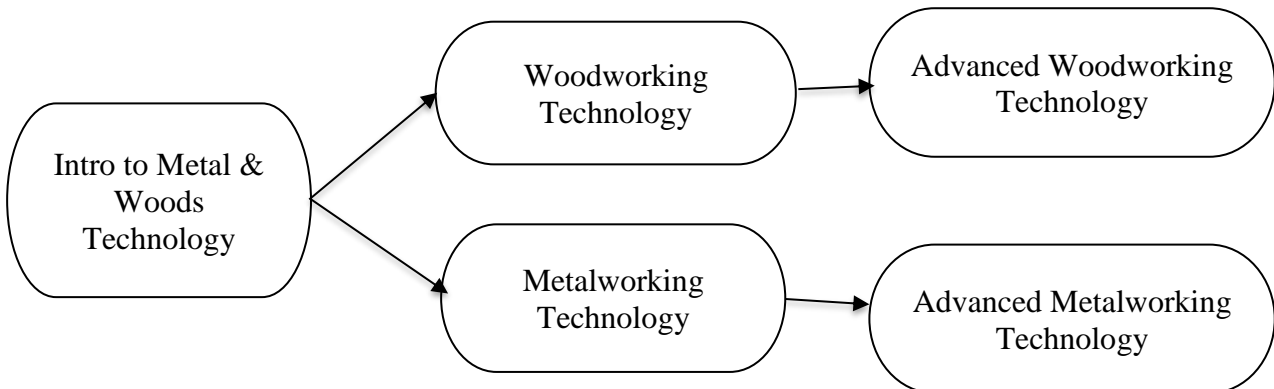 Intro to Metal &
Woods
Technology
Woodworking
Technology
Advanced Woodworking
Technology
Metalworking
Technology
Advanced Metalworking
Technology